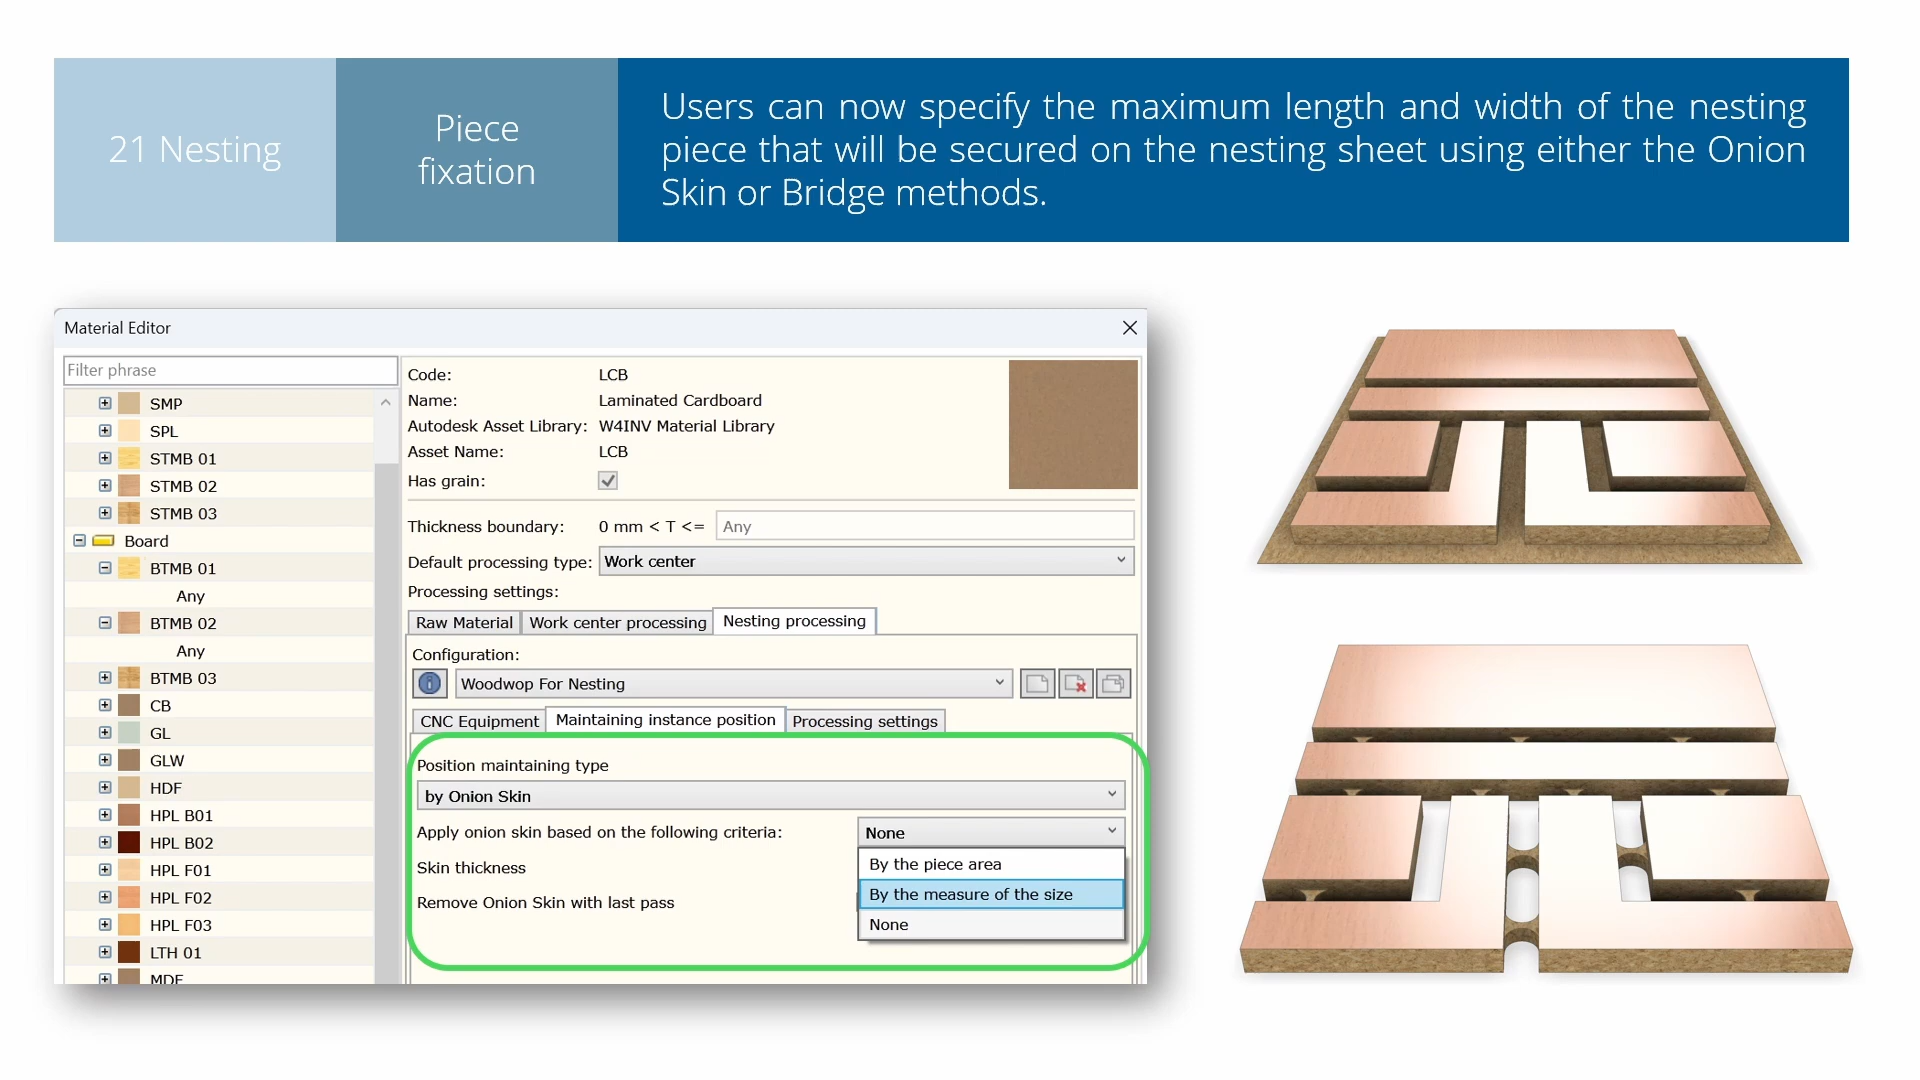 21 Nesting
Piece
fixation
Users can now specify the maximum length and width of the nesting
piece that will be secured on the nesting sheet using either the Onion
Skin or Bridge methods.
Material Editor
Filter phrase
SMP
SPL
STMB 01
STMB 02
STMB 03
Board
BTMB 01
Any
BTMB 02
Any
BTMB 03
CB
GL
GLW
HDF
HPL B01
HPL B02
HPL F01
HPL F02
HPL F03
LTH 01
MDF
Code: LCB
Name: Laminated Cardboard
Autodesk Asset Library: W4INV Material Library
Asset Name: LCB
Has grain:
Thickness boundary: 0 mm < T <= Any
Default processing type: Work center
Processing settings:
Raw Material Work center processing Nesting processing
Configuration:
Woodwop For Nesting
CNC Equipment Maintaining instance position Processing settings
Position maintaining type
by Onion Skin
Apply onion skin based on the following criteria: None
By the piece area
Skin thickness
By the measure of the size
Remove Onion Skin with last pass
None